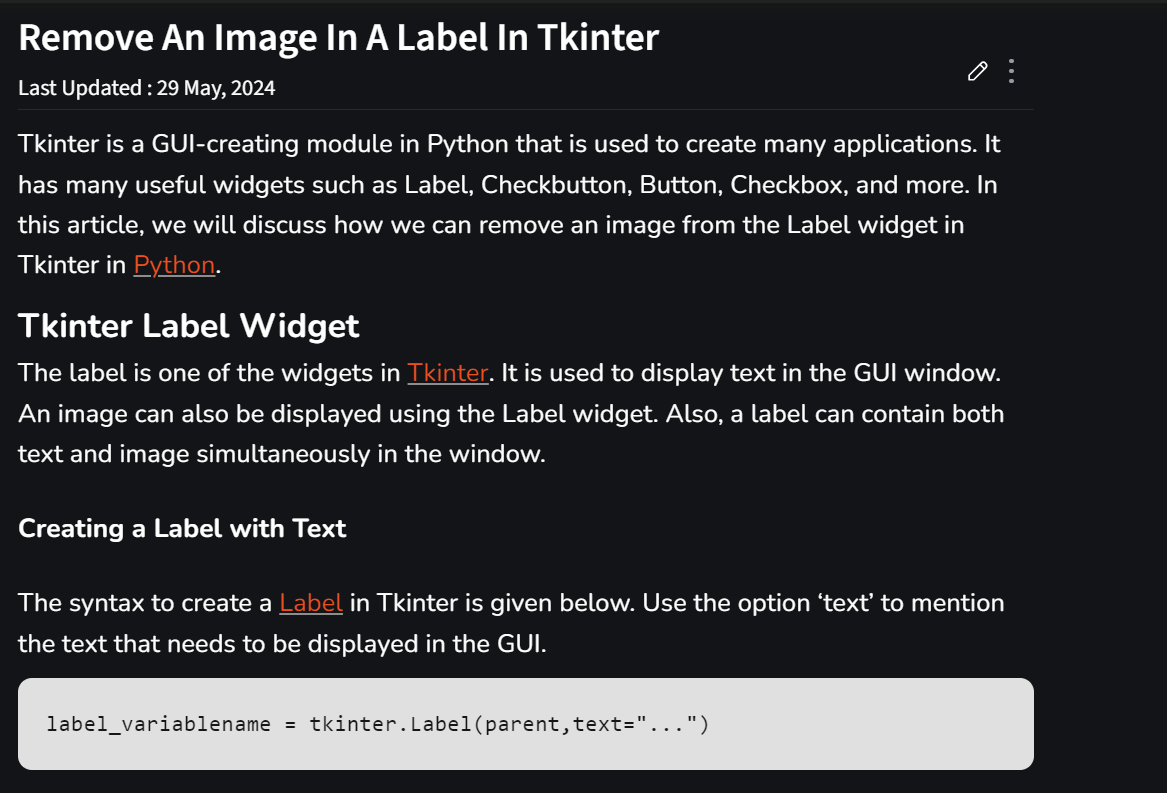 Remove An Image In A Label In Tkinter
Last Updated : 29 May, 2024
Tkinter is a GUI-creating module in Python that is used to create many applications. It
has many useful widgets such as Label, Checkbutton, Button, Checkbox, and more. In
this article, we will discuss how we can remove an image from the Label widget in
Tkinter in Python.
Tkinter Label Widget
The label is one of the widgets in Tkinter. It is used to display text in the GUI window.
An image can also be displayed using the Label widget. Also, a label can contain both
text and image simultaneously in the window.
Creating a Label with Text
The syntax to create a Label in Tkinter is given below. Use the option ‘text’ to mention
the text that needs to be displayed in the GUI.
label_variablename = tkinter.Label(parent,text="...")